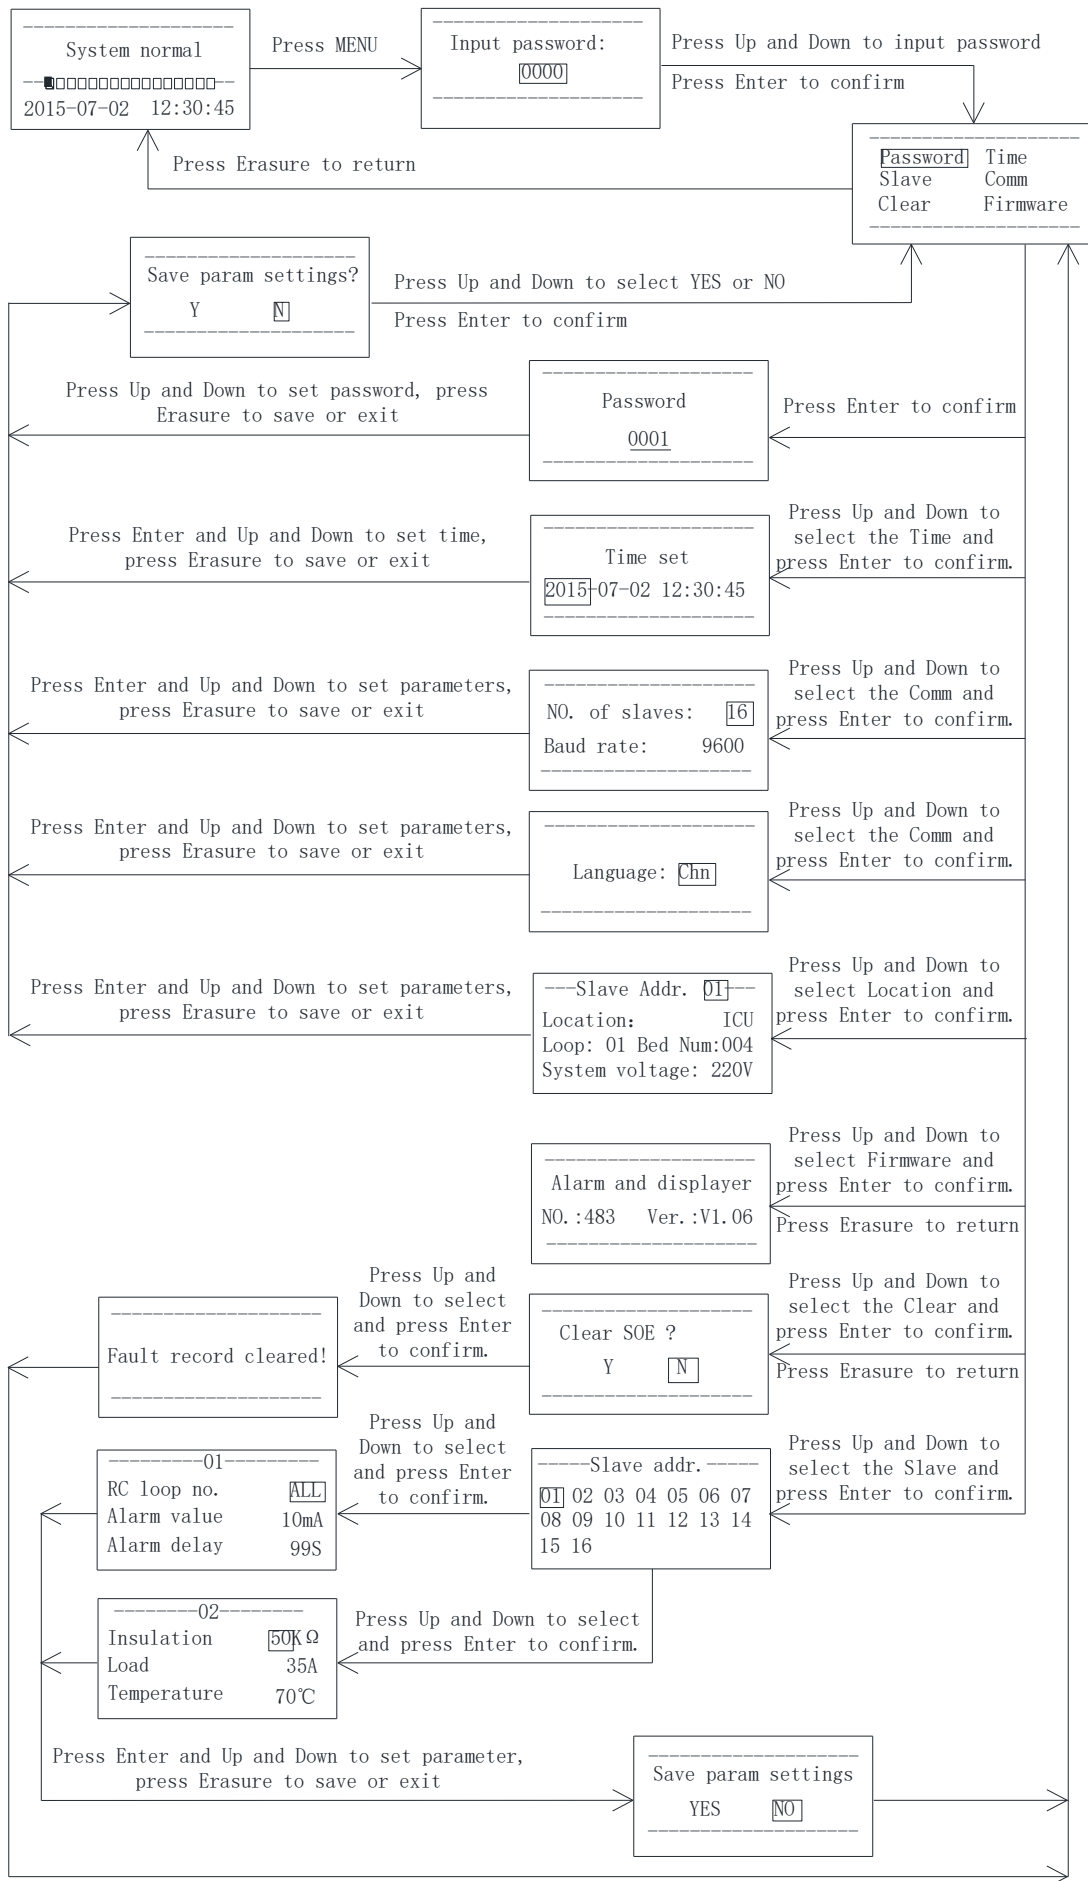 System normal
2015-07-02 12:30:45
Press MENU
Input password:
0000
Press Up and Down to input password
Press Enter to confirm
Password Time
Slave Comm
Clear Firmware
Press Erasure to return
Save param settings?
Y N
Press Up and Down to select YES or NO
Press Enter to confirm
Press Up and Down to set password, press
Erasure to save or exit
Password
0001
Press Enter to confirm
Press Enter and Up and Down to set time,
press Erasure to save or exit
Time set
2015-07-02 12:30:45
Press Up and Down to
select the Time and
press Enter to confirm.
Press Enter and Up and Down to set parameters,
press Erasure to save or exit
NO. of slaves: 16
Baud rate: 9600
Press Up and Down to
select the Comm and
press Enter to confirm.
Press Enter and Up and Down to set parameters,
press Erasure to save or exit
Language: Chn
Press Up and Down to
select the Comm and
press Enter to confirm.
Press Enter and Up and Down to set parameters,
press Erasure to save or exit
---Slave Addr. 01---
Location: ICU
Loop: 01 Bed Num:004
System voltage: 220V
Press Up and Down to
select Location and
press Enter to confirm.
Alarm and displayer
NO.:483 Ver.:V1.06
Press Up and Down to
select Firmware and
press Enter to confirm.
Press Erasure to return
Fault record cleared!
Press Up and
Down to select
and press Enter
to confirm.
Clear SOE ?
Y N
Press Up and Down to
select the Clear and
press Enter to confirm.
Press Erasure to return
---------01---------
RC loop no. ALL
Alarm value 10mA
Alarm delay 99S
Press Up and
Down to select
and press Enter
to confirm.
-----Slave addr.-----
01 02 03 04 05 06 07
08 09 10 11 12 13 14
15 16
Press Up and Down to
select the Slave and
press Enter to confirm.
--------02--------
Insulation 50KΩ
Load 35A
Temperature 70℃
Press Up and Down to select
and press Enter to confirm.
Press Enter and Up and Down to set parameter,
press Erasure to save or exit
Save param settings
YES NO